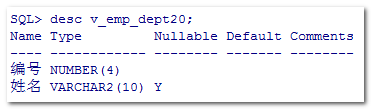 SQL> desc v_emp_dept20;
Name Type         Nullable Default Comments
---- ------------ -------- ------- --------
编号 NUMBER(4)
姓名 VARCHAR2(10) Y